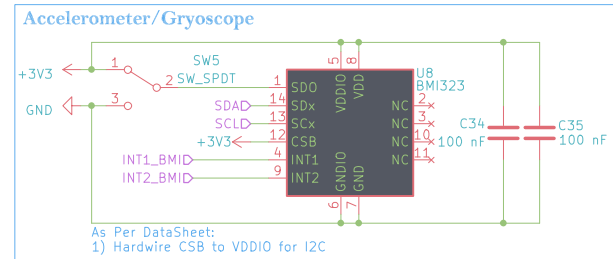 Accelerometer/Gryoscope
+3V3
1
2
3
GND
SW5
SW_SPDT
1 SDO
SDA 14 SDx
SCL 13 SCx
+3V3 12 CSB
INT1_BMI 4 INT1
INT2_BMI 9 INT2
5 VDDIO
8 VDD
6 GNDIO
7 GND
U8
BMI323
NC 2
NC 3
NC 10
NC 11
C34
100 nF
C35
100 nF
As Per DataSheet:
1) Hardwire CSB to VDDIO for I2C